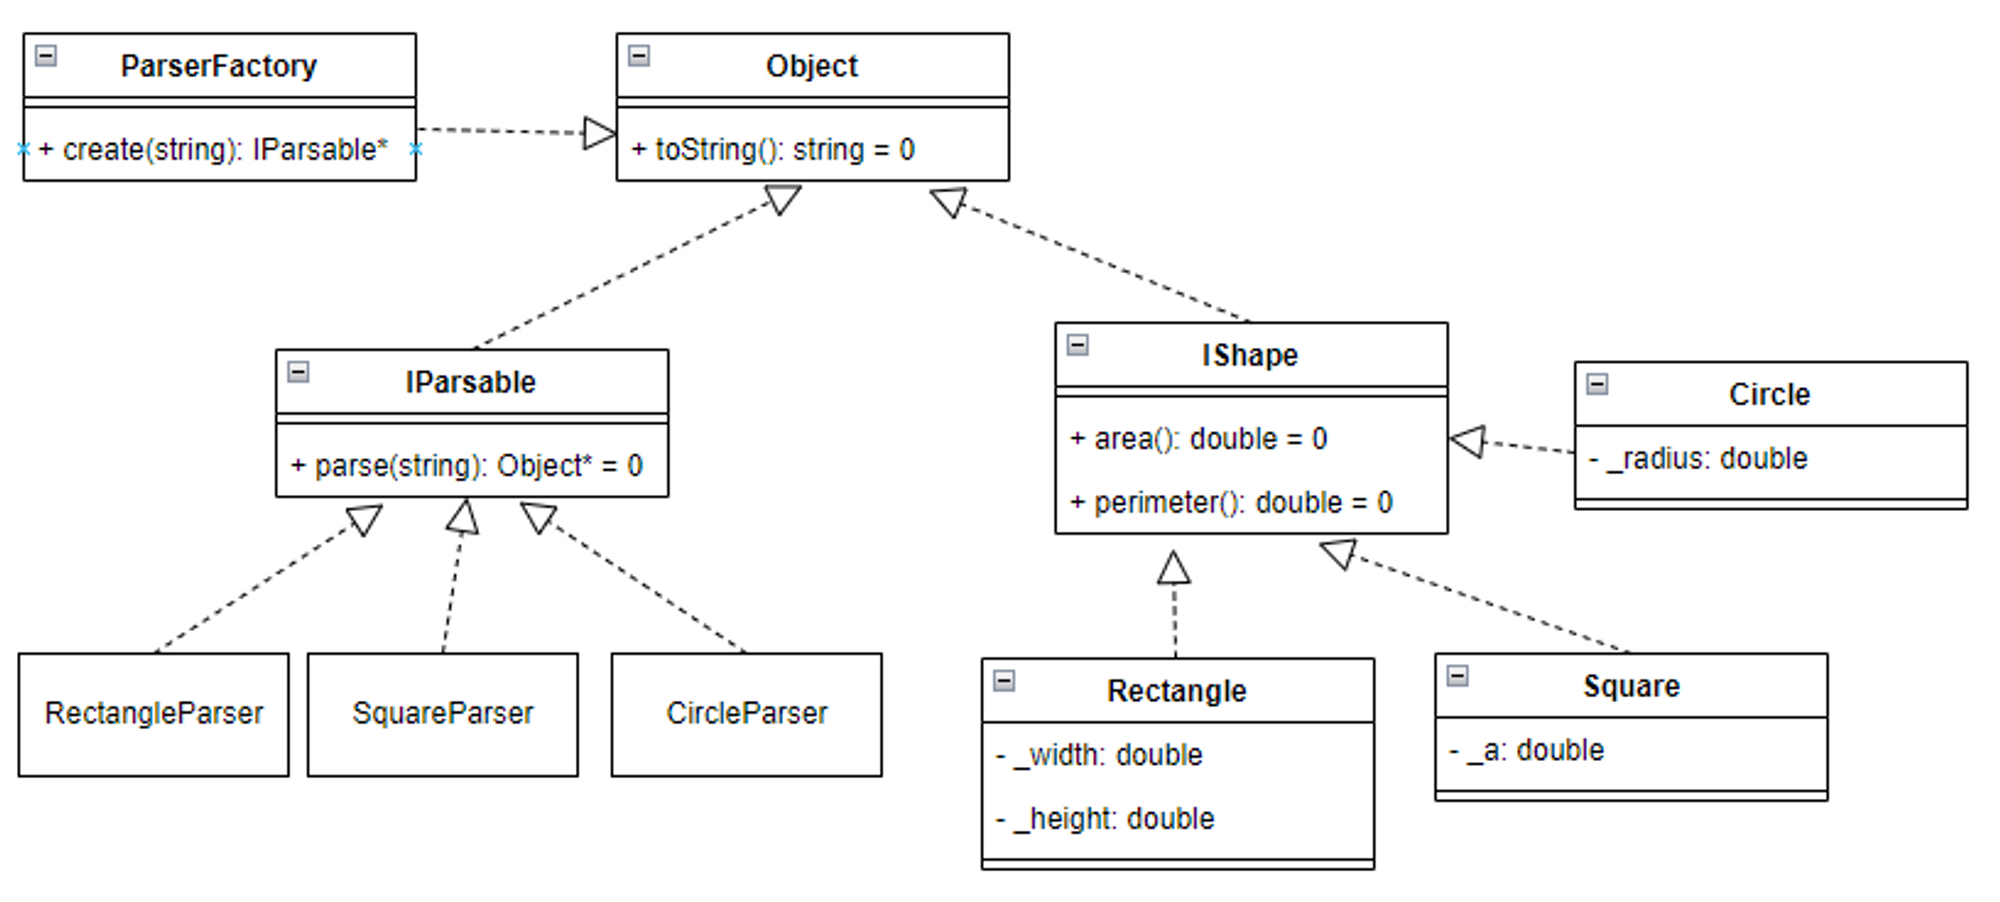 ParserFactory
+ create(string): IParsable*
Object
+ toString(): string = 0
IParsable
+ parse(string): Object* = 0
IShape
+ area(): double = 0
+ perimeter(): double = 0
Circle
- _radius: double
RectangleParser
SquareParser
CircleParser
Rectangle
- _width: double
- _height: double
Square
- _a: double